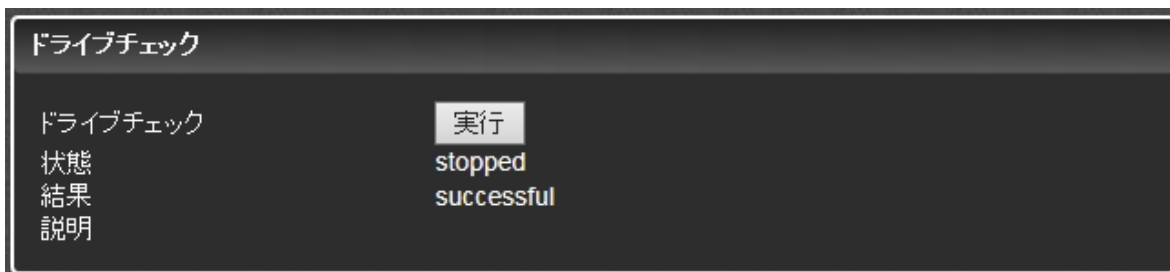 ドライブチェック
ドライブチェック 実行
状態 stopped
結果 successful
説明